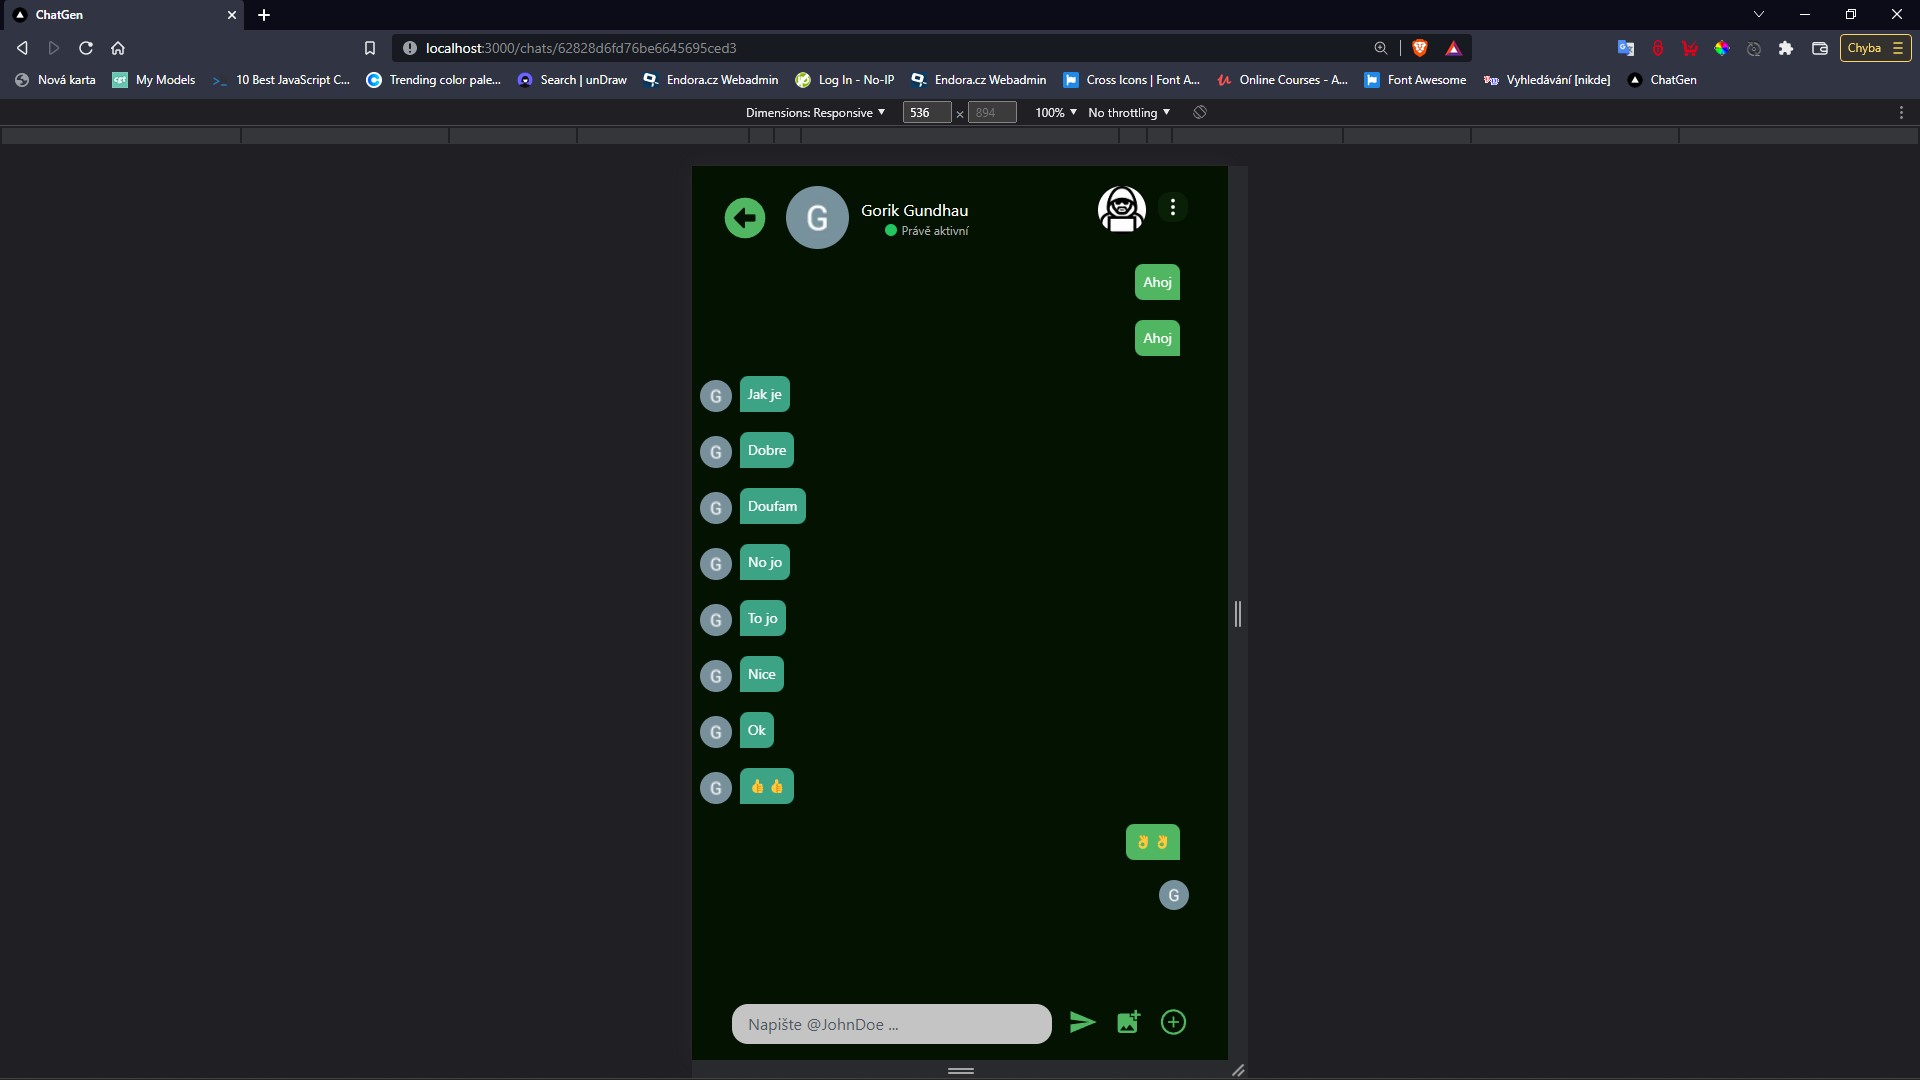 ChatGen
localhost:3000/chats/62828d6fd76be6645695ced3
Chyba
Nová karta
My Models
10 Best JavaScript C...
Trending color pale...
Search | unDraw
Endora.cz Webadmin
Log In - No-IP
Endora.cz Webadmin
Cross Icons | Font A...
Online Courses - A...
Font Awesome
Vyhledávání [nikde]
ChatGen
Dimensions: Responsive
536
x
894
100%
No throttling
G
Gorik Gundhau
Právě aktivní
Ahoj
Ahoj
G
Jak je
G
Dobre
G
Doufam
G
No jo
G
To jo
G
Nice
G
Ok
G
👍👍
👌👌
G
Napište @JohnDoe ...